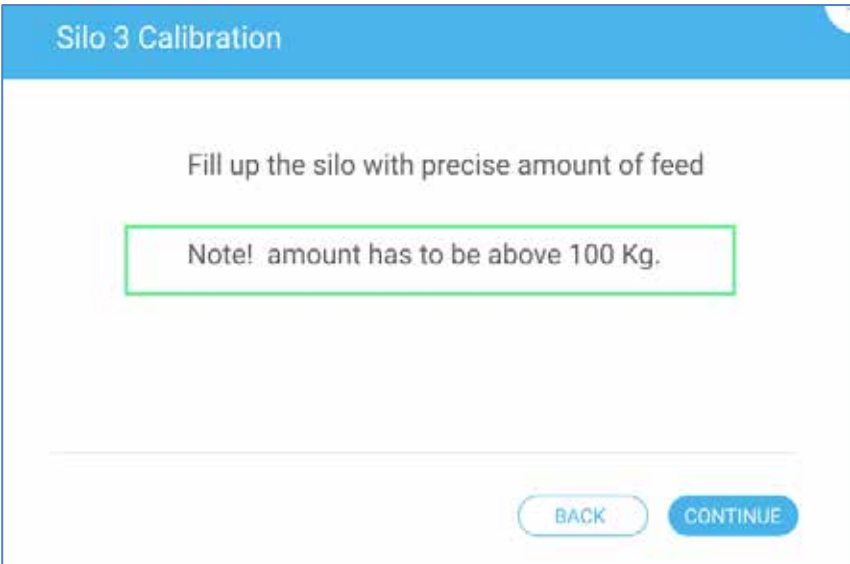 Silo 3 Calibration
Fill up the silo with precise amount of feed
Note!  amount has to be above 100 Kg.
BACK
CONTINUE